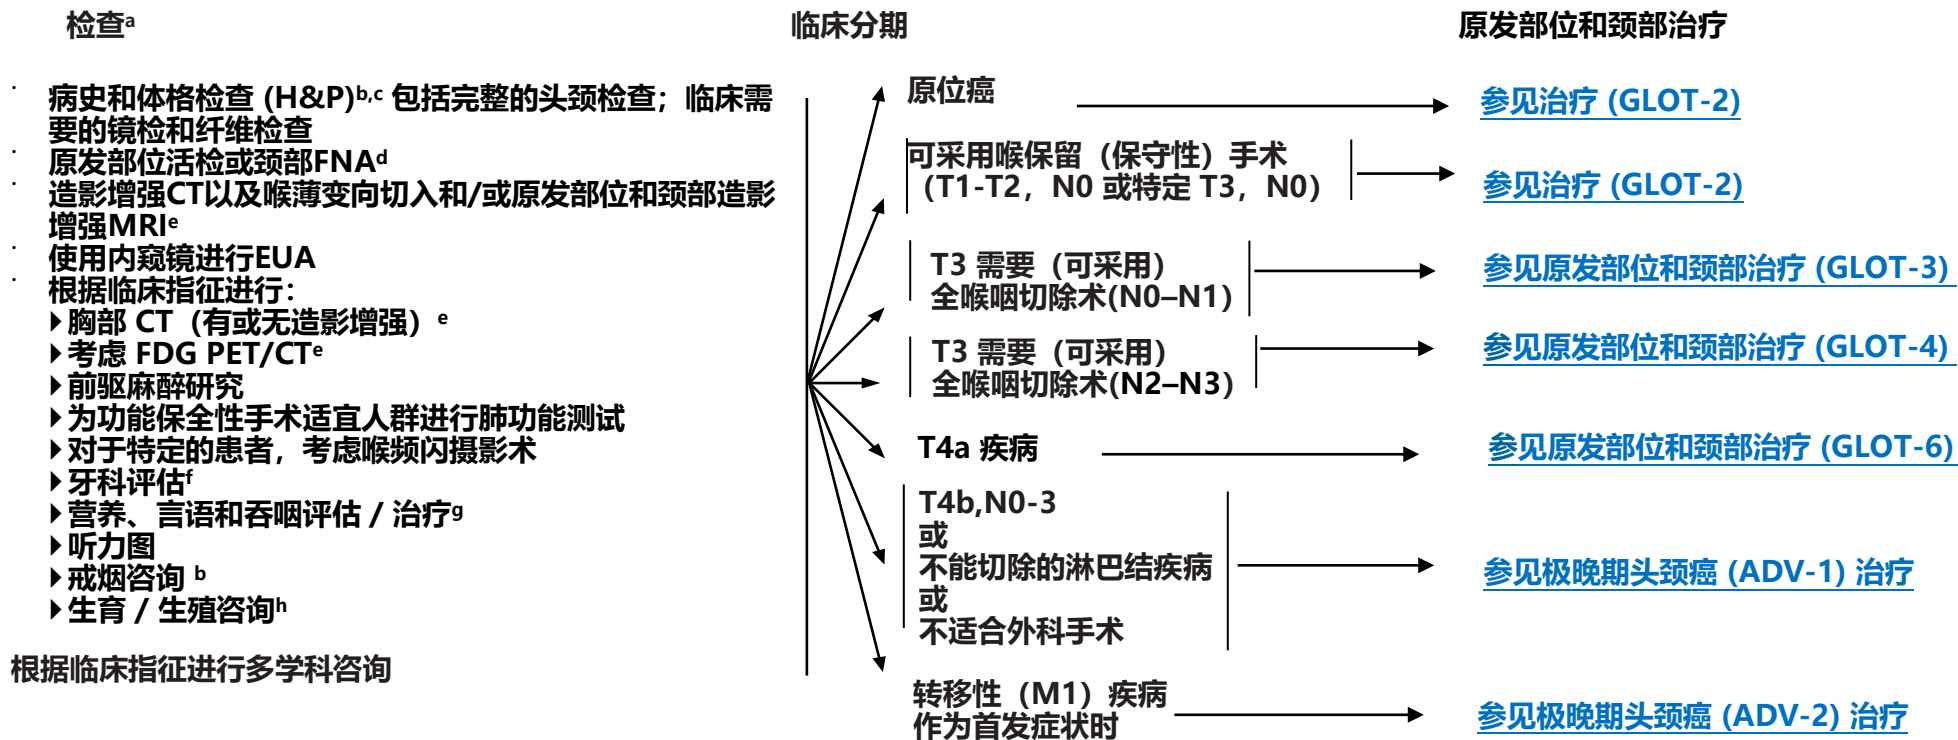 检查a
临床分期
原发部位和颈部治疗
· 病史和体格检查 (H&P)b,c 包括完整的头颈检查；临床需
要的镜检和纤维检查
· 原发部位活检或颈部FNAd
· 造影增强CT以及喉薄变向切入和/或原发部位和颈部造影
增强MRIe
· 使用内窥镜进行EUA
· 根据临床指征进行：
胸部 CT（有或无造影增强）e
考虑 FDG PET/CTe
前驱麻醉研究
为功能保全性手术适宜人群进行肺功能测试
对于特定的患者，考虑喉频闪摄影术
牙科评估f
营养、言语和吞咽评估 / 治疗g
听力图
戒烟咨询 b
生育 / 生殖咨询h
根据临床指征进行多学科咨询
原位癌
参见治疗 (GLOT-2)
可采用喉保留（保守性）手术
（T1-T2，N0 或特定 T3，N0）
参见治疗 (GLOT-2)
T3 需要（可采用）
全喉咽切除术(N0–N1)
参见原发部位和颈部治疗 (GLOT-3)
T3 需要（可采用）
全喉咽切除术(N2–N3)
参见原发部位和颈部治疗 (GLOT-4)
T4a 疾病
参见原发部位和颈部治疗 (GLOT-6)
T4b,N0-3
或
不能切除的淋巴结疾病
或
不适合外科手术
参见极晚期头颈癌 (ADV-1) 治疗
转移性（M1）疾病
作为首发症状时
参见极晚期头颈癌 (ADV-2) 治疗